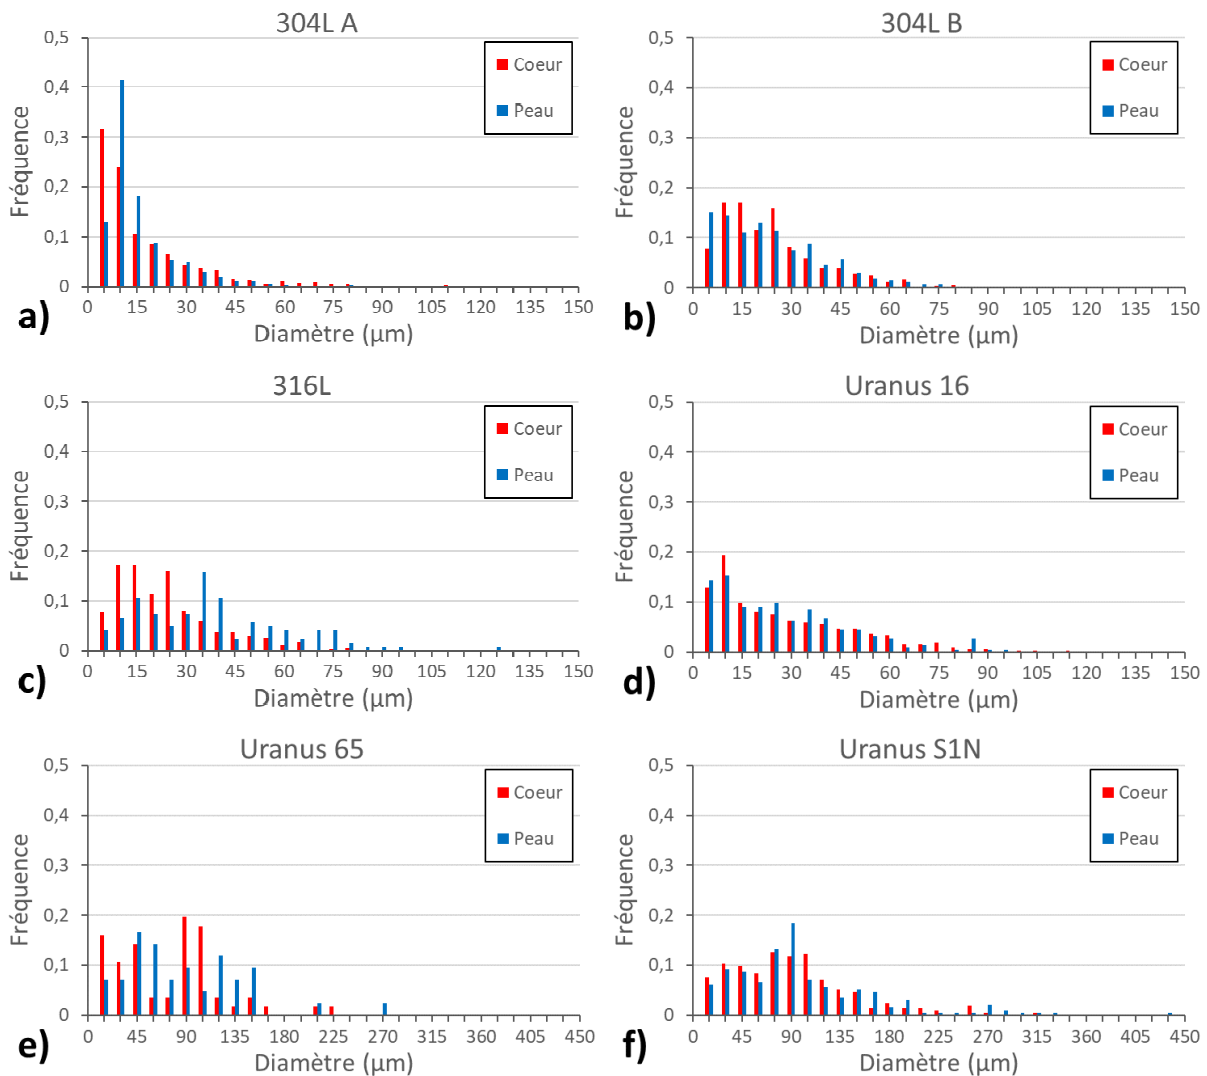 304L A
0,5
0,4
0,3
0,2
0,1
0
Fréquence
Coeur
Peau
0 15 30 45 60 75 90 105 120 135 150
Diamètre (µm)
a)
304L B
0,5
0,4
0,3
0,2
0,1
0
Fréquence
Coeur
Peau
0 15 30 45 60 75 90 105 120 135 150
Diamètre (µm)
b)
316L
0,5
0,4
0,3
0,2
0,1
0
Fréquence
Coeur
Peau
0 15 30 45 60 75 90 105 120 135 150
Diamètre (µm)
c)
Uranus 16
0,5
0,4
0,3
0,2
0,1
0
Fréquence
Coeur
Peau
0 15 30 45 60 75 90 105 120 135 150
Diamètre (µm)
d)
Uranus 65
0,5
0,4
0,3
0,2
0,1
0
Fréquence
Coeur
Peau
0 45 90 135 180 225 270 315 360 405 450
Diamètre (µm)
e)
Uranus S1N
0,5
0,4
0,3
0,2
0,1
0
Fréquence
Coeur
Peau
0 45 90 135 180 225 270 315 360 405 450
Diamètre (µm)
f)